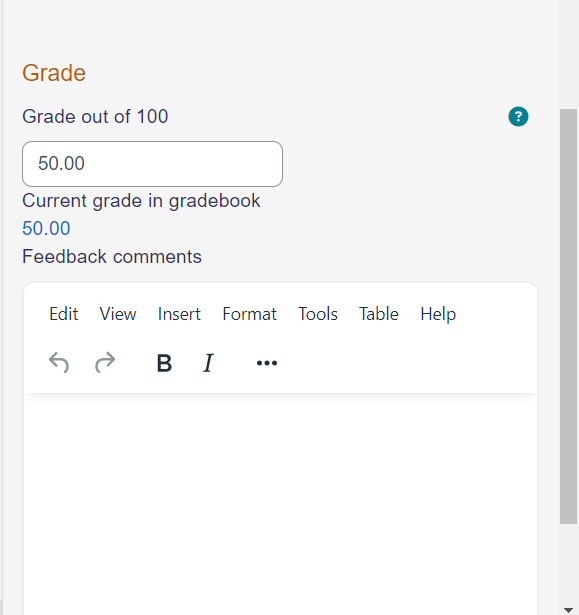 Grade
Grade out of 100
?
50.00
Current grade in gradebook
50.00
Feedback comments
Edit View Insert Format Tools Table Help
B I